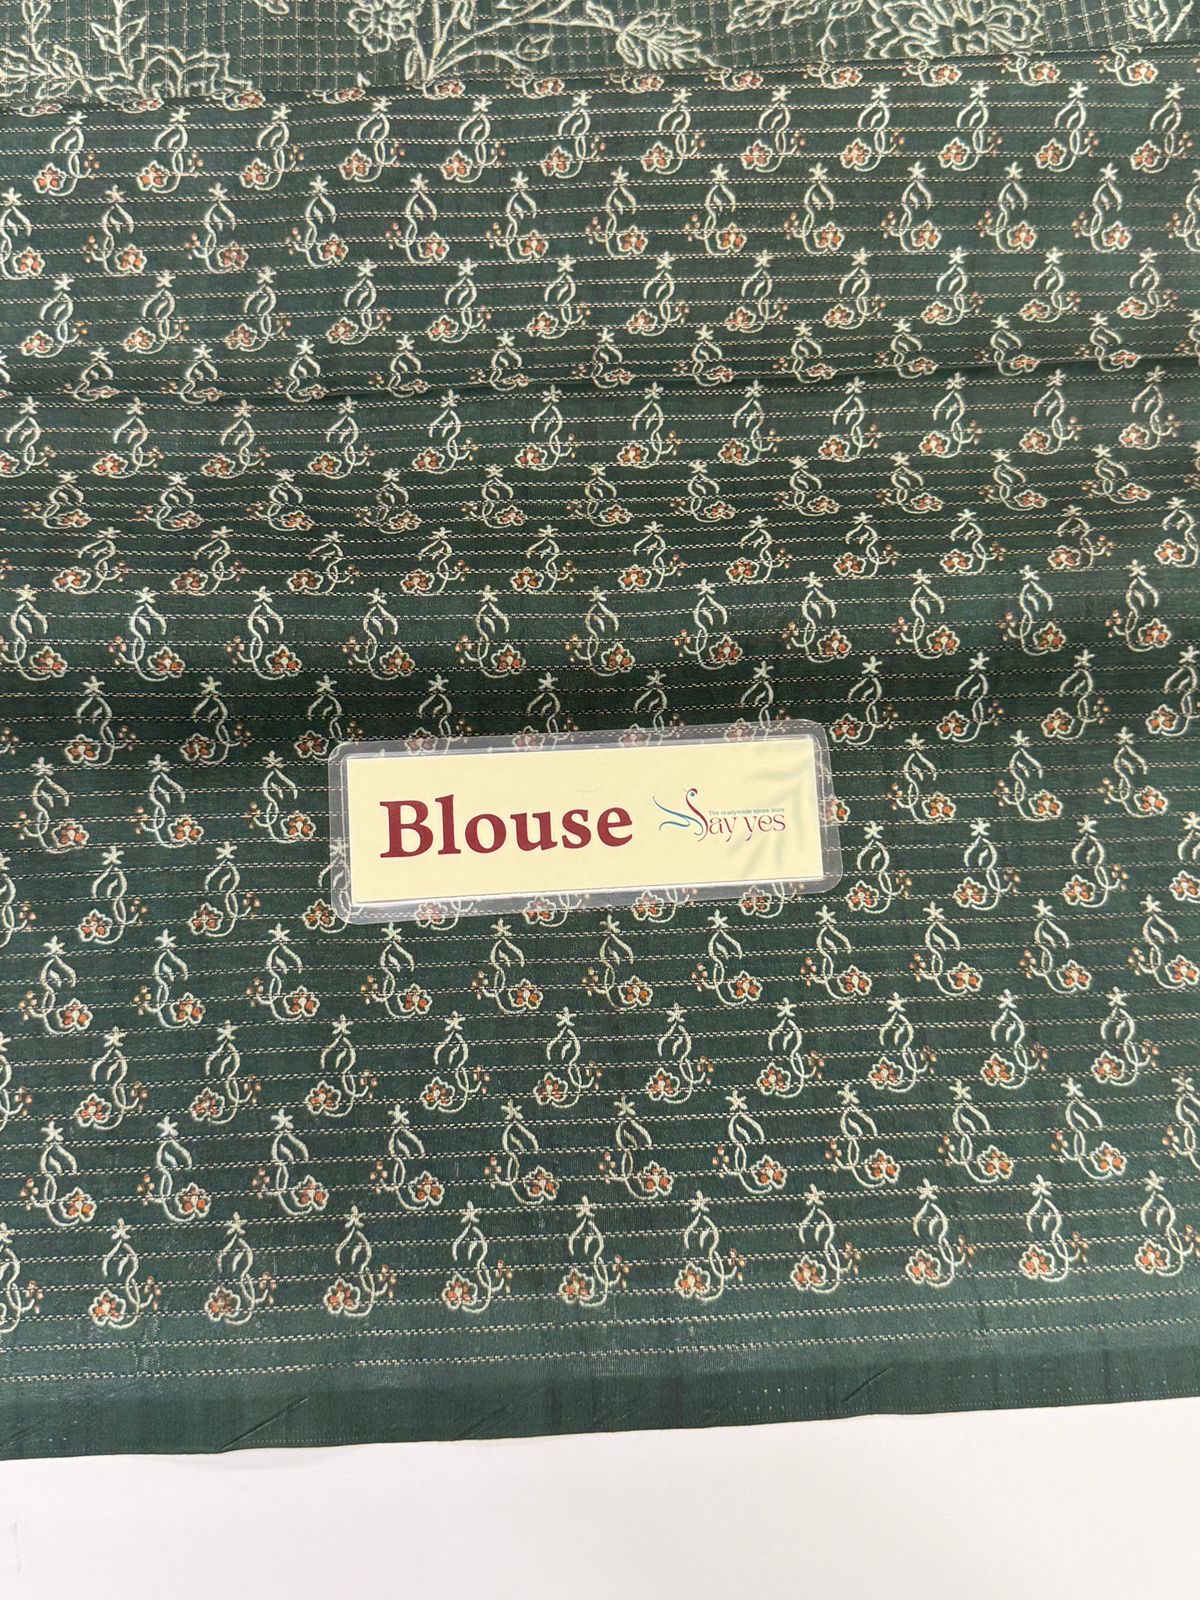 Blouse
The readymade saree store
Say yes